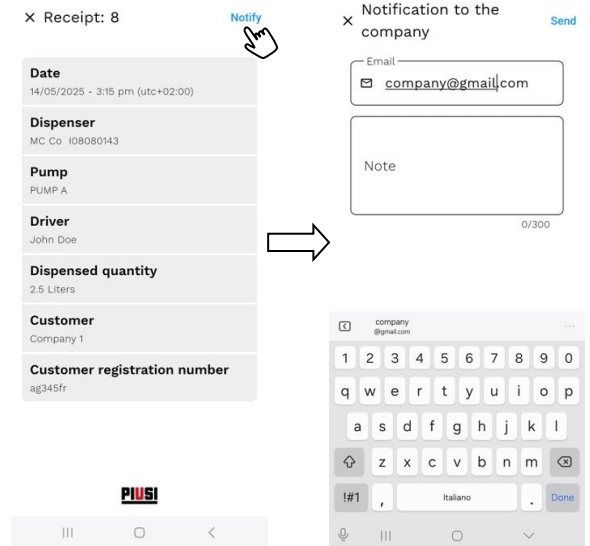 × Receipt: 8
Notify
Date
14/05/2025 - 3:15 pm (utc+02:00)
Dispenser
MC Co I08080143
Pump
PUMP A
Driver
John Doe
Dispensed quantity
2.5 Liters
Customer
Company 1
Customer registration number
ag345fr
PIUSI
× Notification to the
company
Send
Email
company@gmail.com
Note
0/300
company
@gmail.com
1 2 3 4 5 6 7 8 9 0
q w e r t y u i o p
a s d f g h j k l
z x c v b n m
!#1 , Italiano . Done